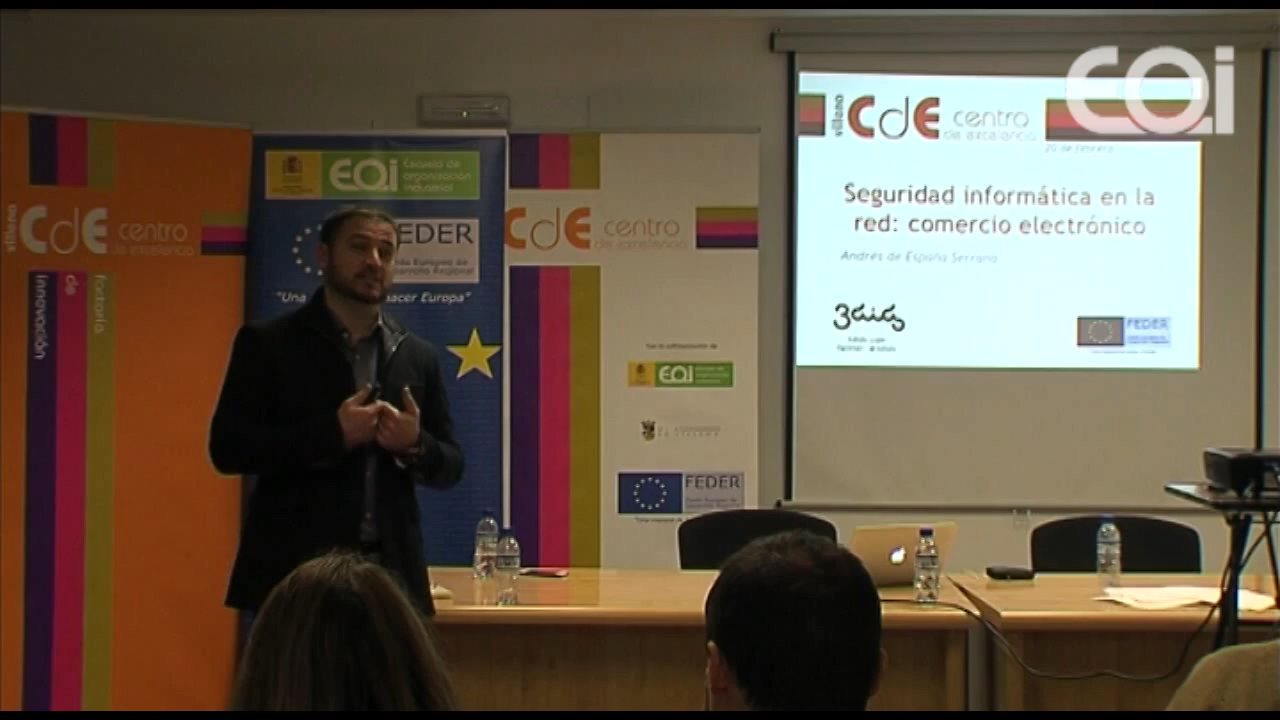 EOi
villena
CdE centro
de excelencia
factoría
de
innovación
EOi Escuela de
organización
industrial
FEDER
"Una
hacer Europa"
CdE centro
de excelencia
EOi
FEDER
villena
CdE centro
de excelencia
20 de febrero
Seguridad informática en la
red: comercio electrónico
Andrés de España Serrano
3dids
FEDER